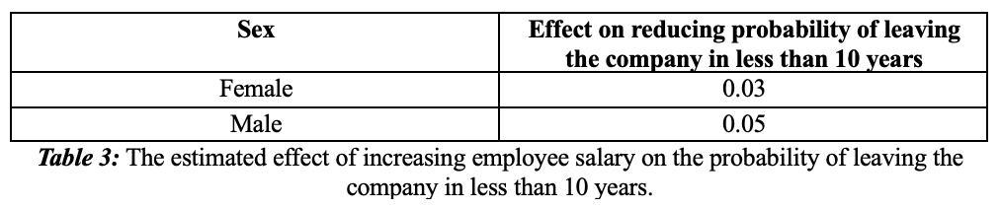 Sex
Effect on reducing probability of leaving
the company in less than 10 years
Female
0.03
Male
0.05
Table 3: The estimated effect of increasing employee salary on the probability of leaving the
company in less than 10 years.